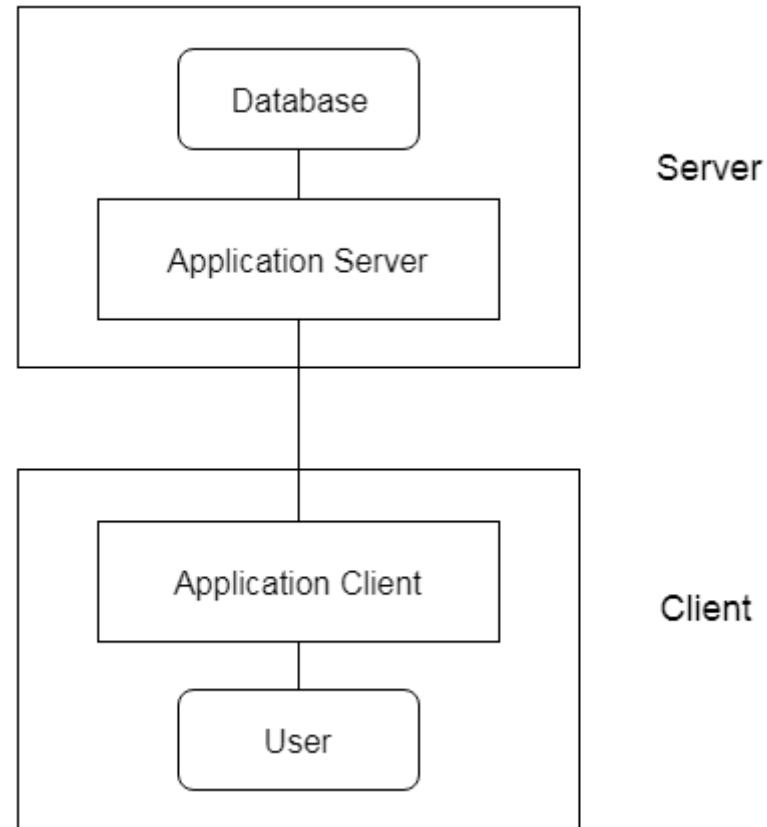 Database
Server
Application Server
Application Client
Client
User